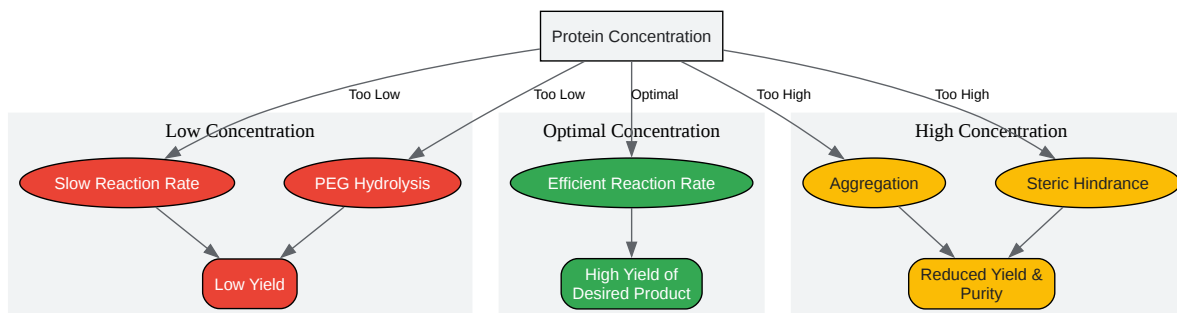 Protein Concentration
Too Low
Too Low
Optimal
Too High
Too High
Low Concentration
Optimal Concentration
High Concentration
Slow Reaction Rate
PEG Hydrolysis
Efficient Reaction Rate
Aggregation
Steric Hindrance
Low Yield
High Yield of
Desired Product
Reduced Yield &
Purity